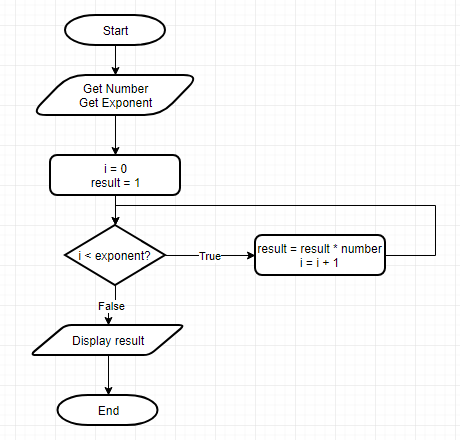 Start
Get Number
Get Exponent
i = 0
result = 1
i < exponent?
True
result = result * number
i = i + 1
False
Display result
End